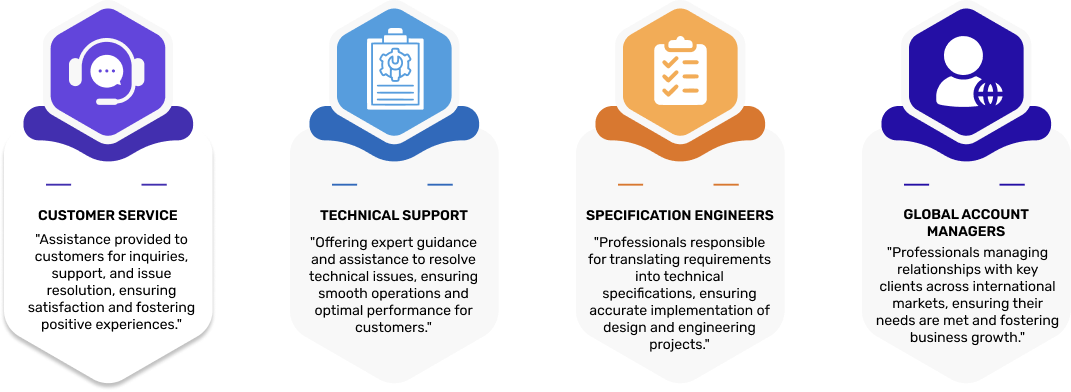 CUSTOMER SERVICE
"Assistance provided to
customers for inquiries,
support, and issue
resolution, ensuring
satisfaction and fostering
positive experiences."
TECHNICAL SUPPORT
"Offering expert guidance
and assistance to resolve
technical issues, ensuring
smooth operations and
optimal performance for
customers."
SPECIFICATION ENGINEERS
"Professionals responsible
for translating requirements
into technical
specifications, ensuring
accurate implementation of
design and engineering
projects."
GLOBAL ACCOUNT
MANAGERS
"Professionals managing
relationships with key
clients across international
markets, ensuring their
needs are met and fostering
business growth."